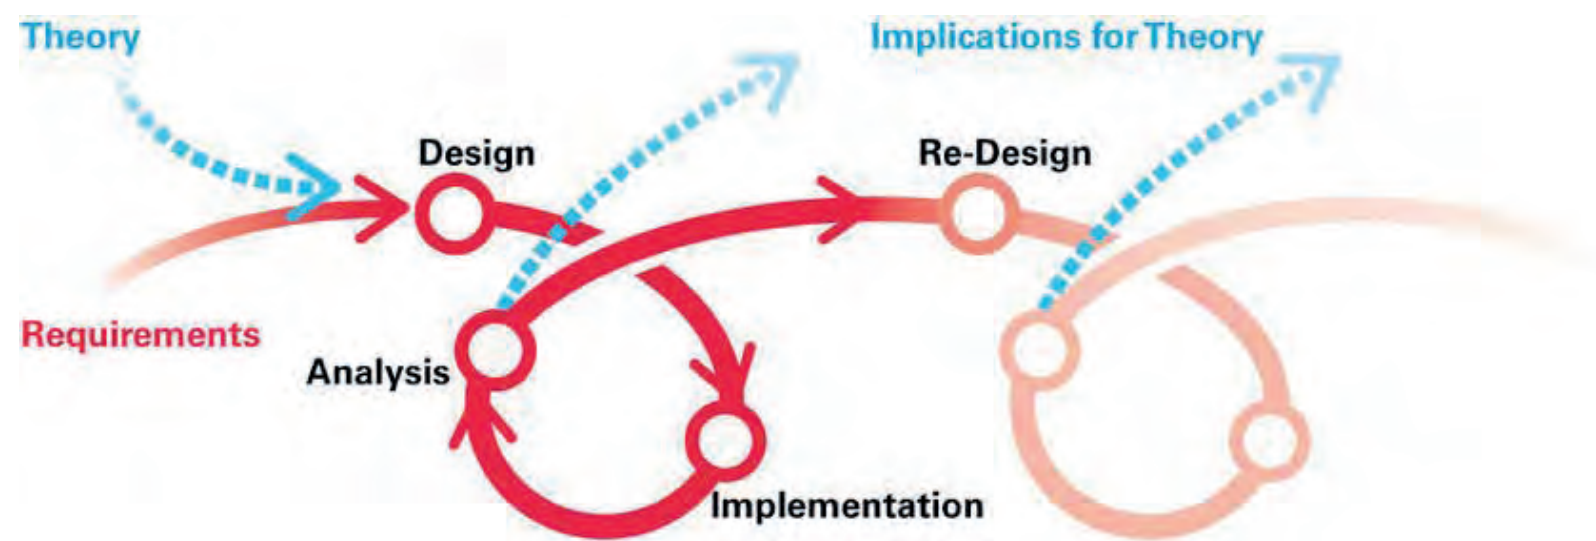 Theory
Implications for Theory
Design
Re-Design
Requirements
Analysis
Implementation